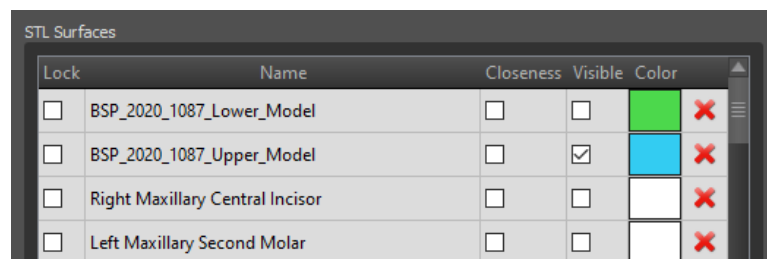 STL Surfaces
Lock Name Closeness Visible Color
BSP_2020_1087_Lower_Model
BSP_2020_1087_Upper_Model
Right Maxillary Central Incisor
Left Maxillary Second Molar